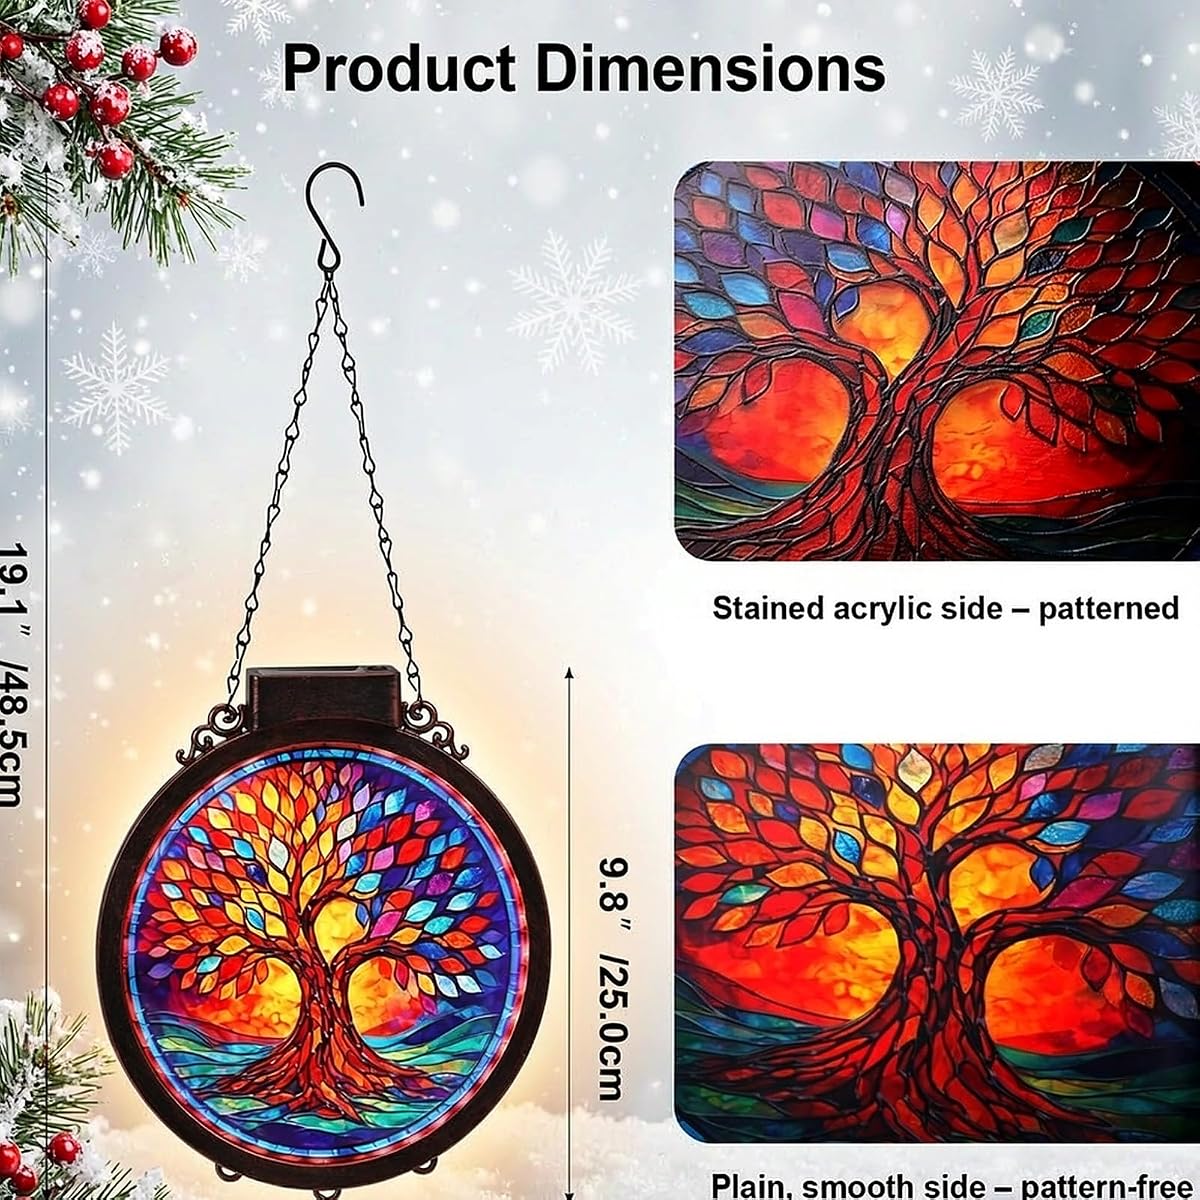 Product Dimensions
19.1" /48.5cm
Stained acrylic side – patterned
9.8" /25.0cm
Plain, smooth side – pattern-free